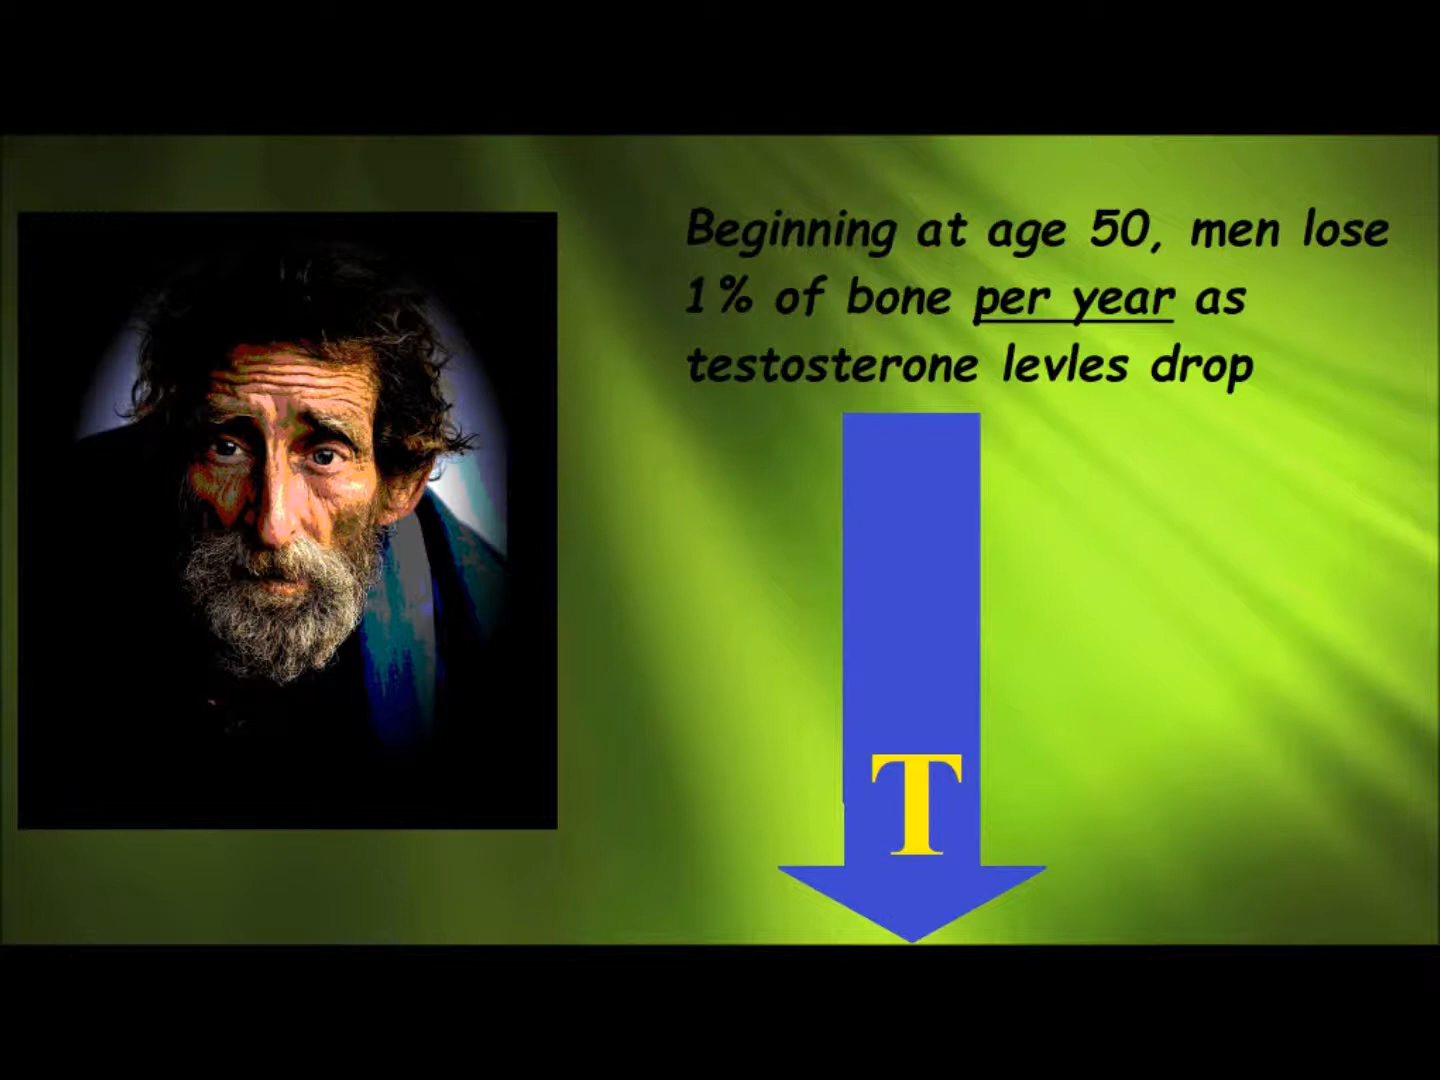 Beginning at age 50, men lose
1% of bone per year as
testosterone levles drop
T